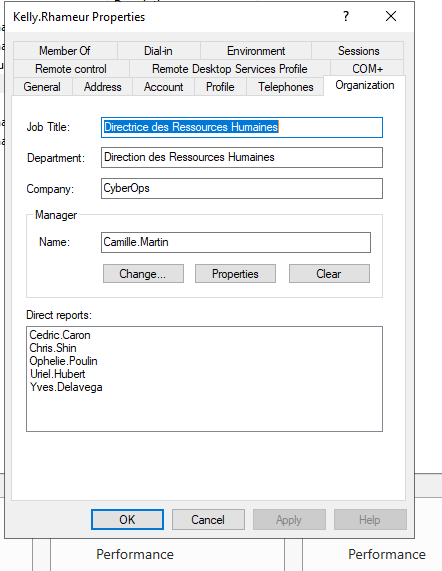 Kelly.Rhameur Properties
Member Of Dial-in Environment Sessions
Remote control Remote Desktop Services Profile COM+
General Address Account Profile Telephones Organization
Job Title: Directrice des Ressources Humaines
Department: Direction des Ressources Humaines
Company: CyberOps
Manager
Name: Camille.Martin
Change... Properties Clear
Direct reports:
Cedric.Caron
Chris.Shin
Ophelie.Poulin
Uriel.Hubert
Yves.Delavega
OK Cancel Apply Help
Performance Performance